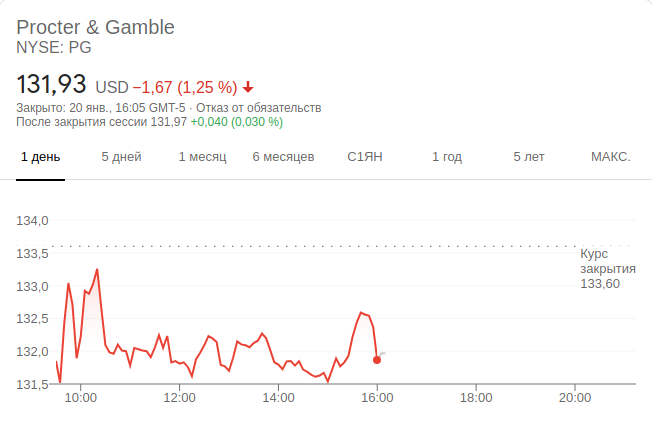 Procter & Gamble
NYSE: PG
131,93 USD −1,67 (1,25 %)
Закрыто: 20 янв., 16:05 GMT-5 · Отказ от обязательств
После закрытия сессии 131,97 +0,040 (0,030 %)
1 день 5 дней 1 месяц 6 месяцев С1ЯН 1 год 5 лет МАКС.
134,0
133,5
Курс
закрытия
133,60
133,0
132,5
132,0
131,5
10:00 12:00 14:00 16:00 18:00 20:00